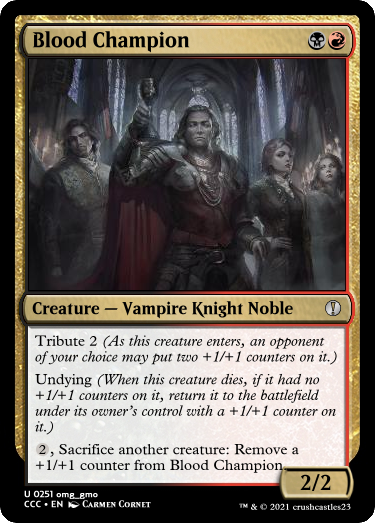 Blood Champion
Creature — Vampire Knight Noble
Tribute 2 (As this creature enters, an opponent
of your choice may put two +1/+1 counters on it.)
Undying (When this creature dies, if it had no
+1/+1 counters on it, return it to the battlefield
under its owner's control with a +1/+1 counter on
it.)
2, Sacrifice another creature: Remove a
+1/+1 counter from Blood Champion.
2/2
U 0251 omg_gmo
CCC • EN Carmen Cornet
™ & © 2021 crushcastles23